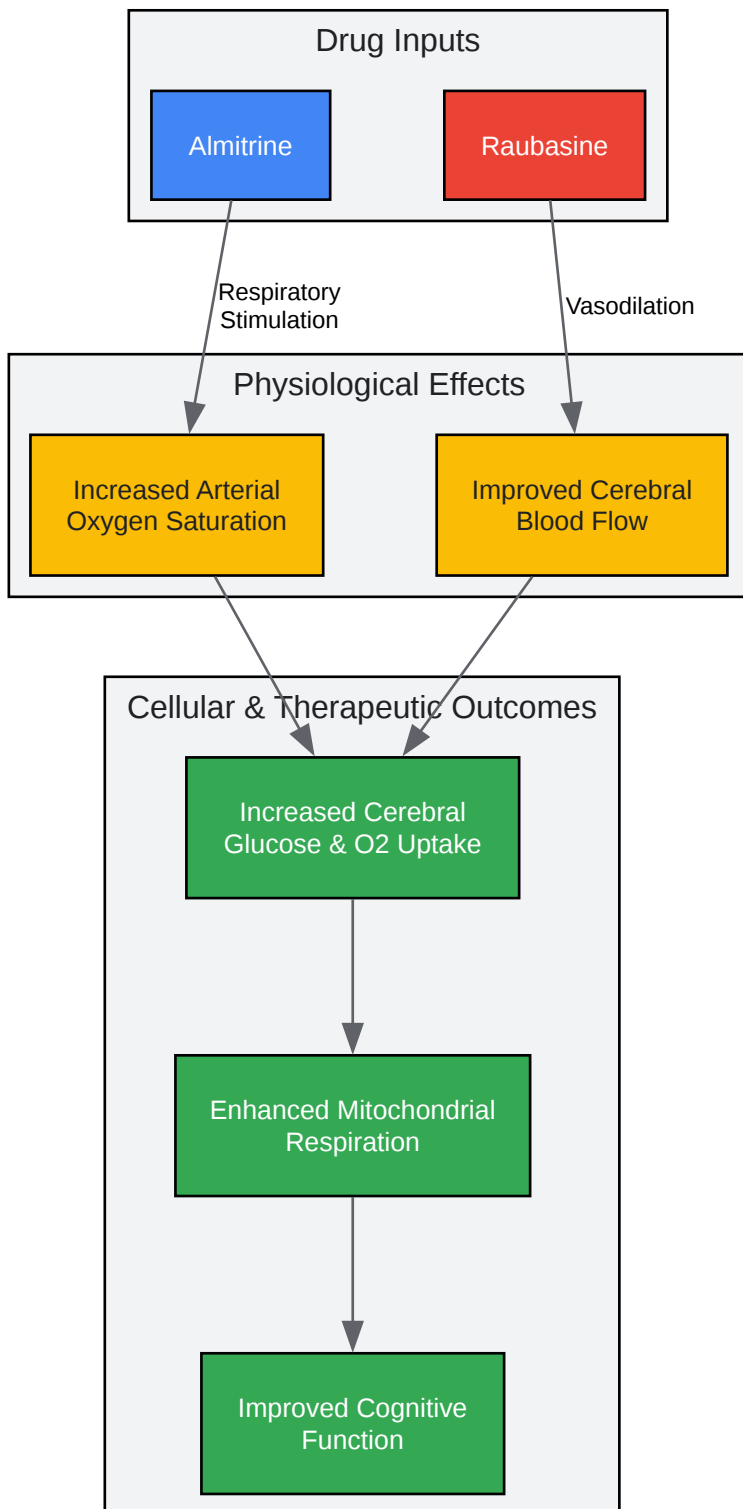 Drug Inputs
Almitrine
Raubasine
Respiratory
Stimulation
Vasodilation
Physiological Effects
Increased Arterial
Oxygen Saturation
Improved Cerebral
Blood Flow
Cellular & Therapeutic Outcomes
Increased Cerebral
Glucose & O2 Uptake
Enhanced Mitochondrial
Respiration
Improved Cognitive
Function